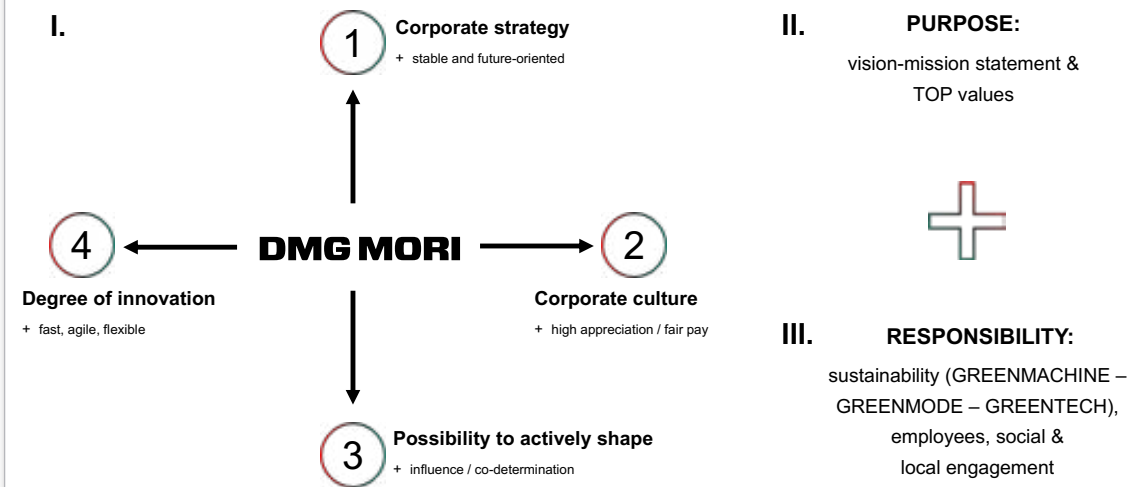 I.
1
Corporate strategy
+ stable and future-oriented
4
Degree of innovation
+ fast, agile, flexible
DMG MORI
2
Corporate culture
+ high appreciation / fair pay
3
Possibility to actively shape
+ influence / co-determination
II.
PURPOSE:
vision-mission statement &
TOP values
III.
RESPONSIBILITY:
sustainability (GREENMACHINE –
GREENMODE – GREENTECH),
employees, social &
local engagement